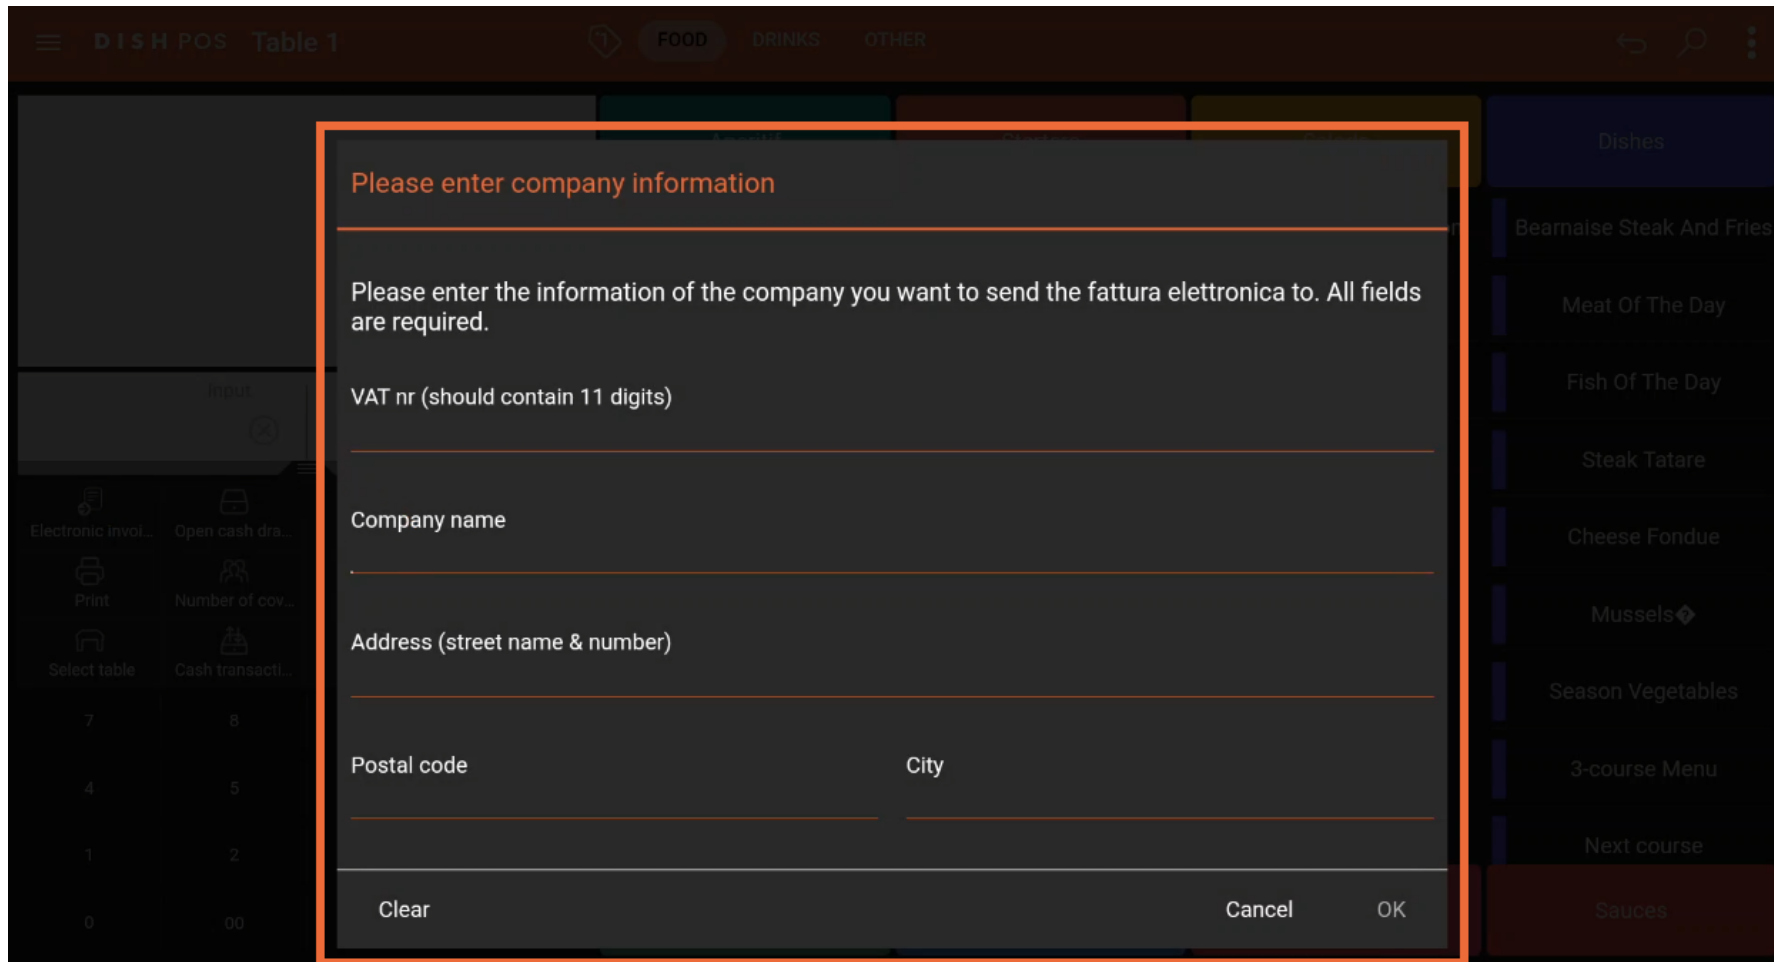 DISH POS Table 1
FOOD DRINKS OTHER
Aperitif Starters Salads Dishes
Please enter company information
Please enter the information of the company you want to send the fattura elettronica to. All fields
are required.
VAT nr (should contain 11 digits)
Company name
Address (street name & number)
Postal code City
Clear Cancel OK
Input
Electronic invoi... Open cash dra...
Print Number of cov...
Select table Cash transacti...
7 8
4 5
1 2
0 00
Bearnaise Steak And Fries
Meat Of The Day
Fish Of The Day
Steak Tatare
Cheese Fondue
Mussels�
Season Vegetables
3-course Menu
Next course
Sauces